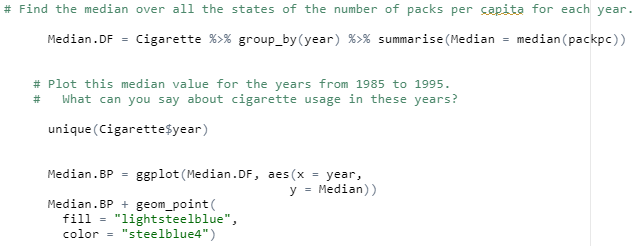 # Find the median over all the states of the number of packs per capita for each year.
Median.DF = Cigarette %>% group_by(year) %>% summarise(Median = median(packpc))
# Plot this median value for the years from 1985 to 1995.
#   What can you say about cigarette usage in these years?
unique(Cigarette$year)
Median.BP = ggplot(Median.DF, aes(x = year,
y = Median))
Median.BP + geom_point(
fill = "lightsteelblue",
color = "steelblue4")